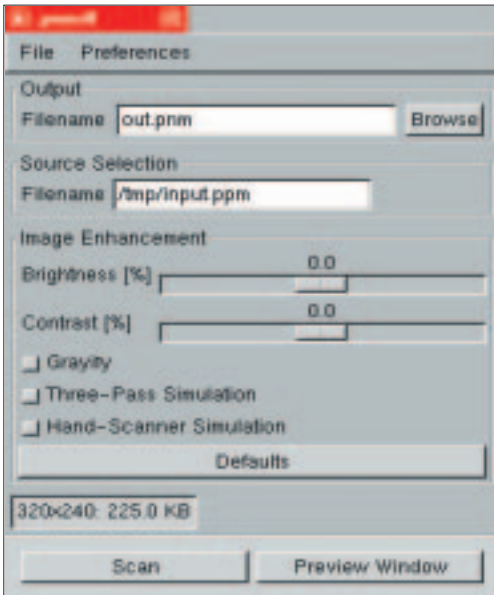 File Preferences
Output
Filename out.pnm Browse
Source Selection
Filename /tmp/input.ppm
Image Enhancement
0.0
Brightness [%]
0.0
Contrast [%]
Grayify
Three-Pass Simulation
Hand-Scanner Simulation
Defaults
320x240: 225.0 KB
Scan Preview Window